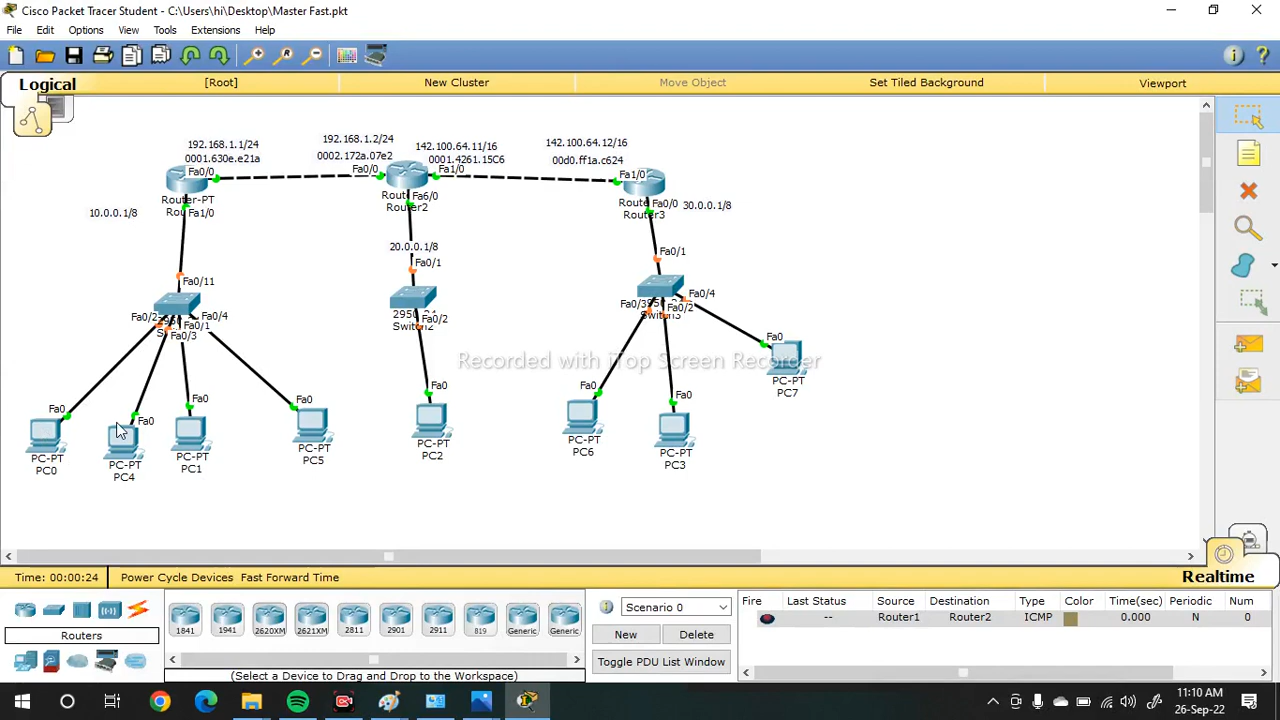 Cisco Packet Tracer Student - C:\Users\hi\Desktop\Master Fast.pkt
File Edit Options View Tools Extensions Help
Logical [Root] New Cluster Move Object Set Tiled Background Viewport
192.168.1.1/24
0001.630e.e21a
192.168.1.2/24
0002.172a.07e2
142.100.64.11/16
0001.4261.15C6
142.100.64.12/16
00d0.ff1a.c624
Fa0/0
Fa0/0
Fa1/0
Fa1/0
Router-PT
Fa1/0
10.0.0.1/8
Fa6/0
Router2
Fa0/0
Router3
30.0.0.1/8
20.0.0.1/8
Fa0/1
Fa0/1
Fa0/11
Fa0/2
Fa0/4
Fa0/1
Fa0/3
Fa0/2
Fa0/3
Fa0/4
Fa0/2
Recorded with iTop Screen Recorder
Fa0
PC-PT
PC0
Fa0
PC-PT
PC4
Fa0
PC-PT
PC1
Fa0
PC-PT
PC5
Fa0
PC-PT
PC2
Fa0
PC-PT
PC6
Fa0
PC-PT
PC3
Fa0
PC-PT
PC7
Time: 00:00:24 Power Cycle Devices Fast Forward Time
Realtime
Routers
1841 1941 2620XM 2621XM 2811 2901 2911 819 Generic Generic
(Select a Device to Drag and Drop to the Workspace)
Scenario 0
New Delete
Toggle PDU List Window
Fire Last Status Source Destination Type Color Time(sec) Periodic Num
-- Router1 Router2 ICMP 0.000 N 0
11:10 AM
26-Sep-22